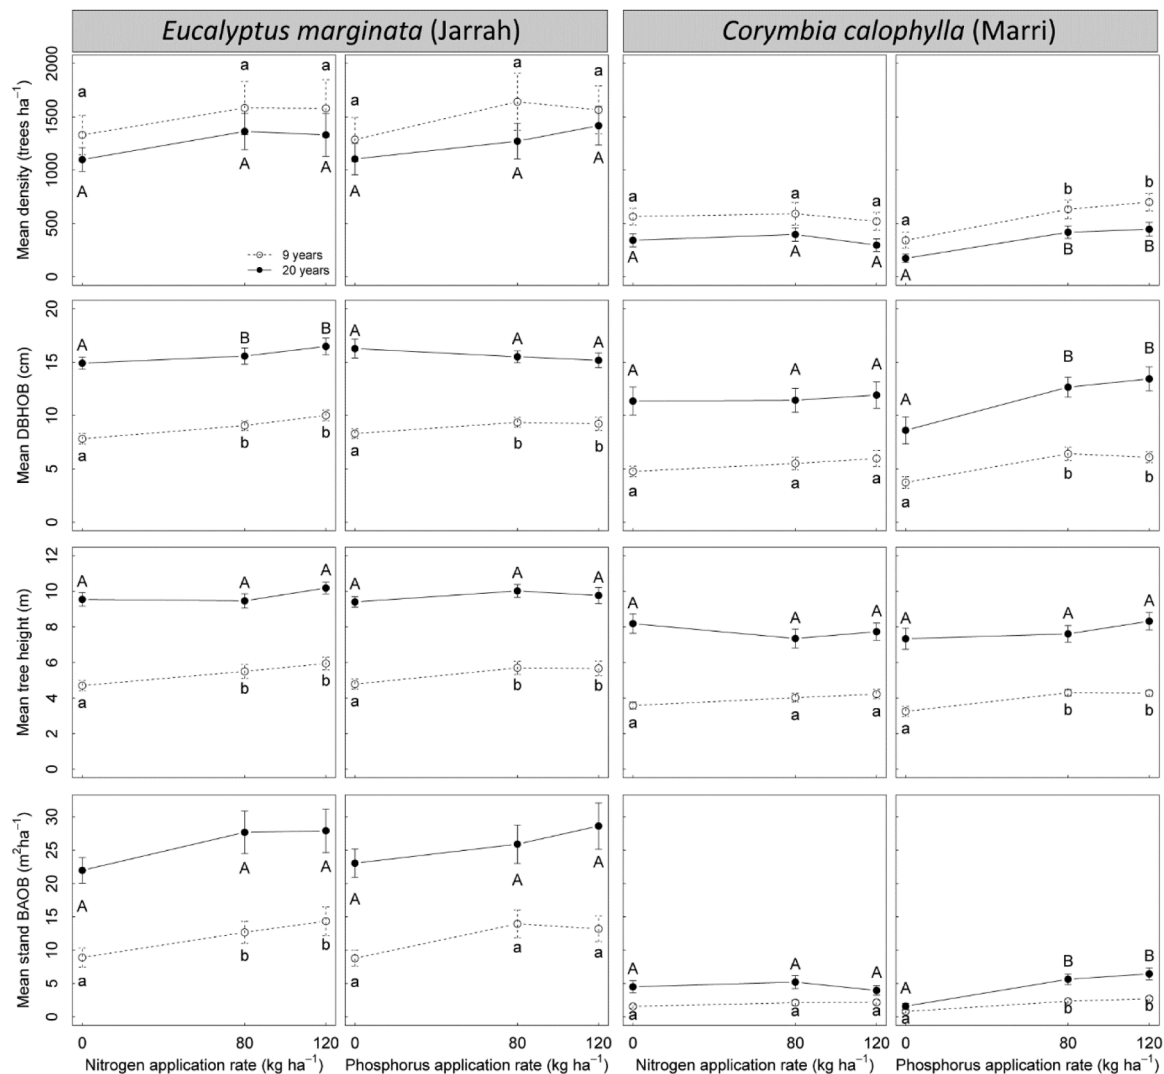 Eucalyptus marginata (Jarrah)
Corymbia calophylla (Marri)
Mean density (trees ha⁻¹)
0 500 1000 1500 2000
a a a
A A A
9 years
20 years
a a a
A A A
a a a
A A A
a b b
A B B
Mean DBHOB (cm)
0 5 10 15 20
A B B
a b b
A A A
a b b
A A A
a a a
A B B
a b b
Mean tree height (m)
0 2 4 6 8 10 12
A A A
a b b
A A A
a b b
A A A
a a a
A A A
a b b
Mean stand BAOB (m²ha⁻¹)
0 5 10 15 20 25 30
A A A
a b b
A A A
a a a
A A A
a a a
A B B
a b b
0 80 120
0 80 120
0 80 120
0 80 120
Nitrogen application rate (kg ha⁻¹)
Phosphorus application rate (kg ha⁻¹)
Nitrogen application rate (kg ha⁻¹)
Phosphorus application rate (kg ha⁻¹)